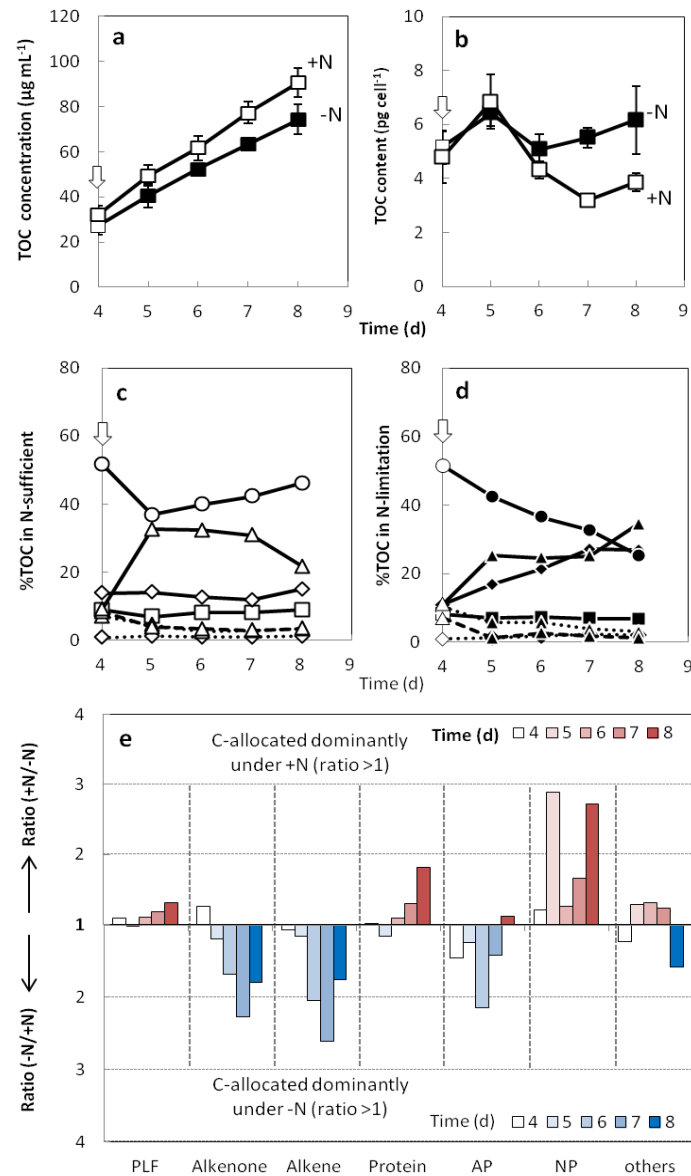 a
TOC concentration (µg mL-1)
120
100
80
60
40
20
0
+N
-N
4 5 6 7 8 9
b
TOC content (pg cell-1)
8
6
4
2
0
-N
+N
4 5 6 7 8 9
Time (d)
c
%TOC in N-sufficient
80
60
40
20
0
4 5 6 7 8 9
d
%TOC in N-limitation
80
60
40
20
0
4 5 6 7 8 9
Time (d)
e
C-allocated dominantly
under +N (ratio >1)
Time (d) 4 5 6 7 8
Ratio (+N/-N)
Ratio (-N/+N)
4
3
2
1
2
3
4
C-allocated dominantly
under -N (ratio >1)
Time (d) 4 5 6 7 8
PLF Alkenone Alkene Protein AP NP others